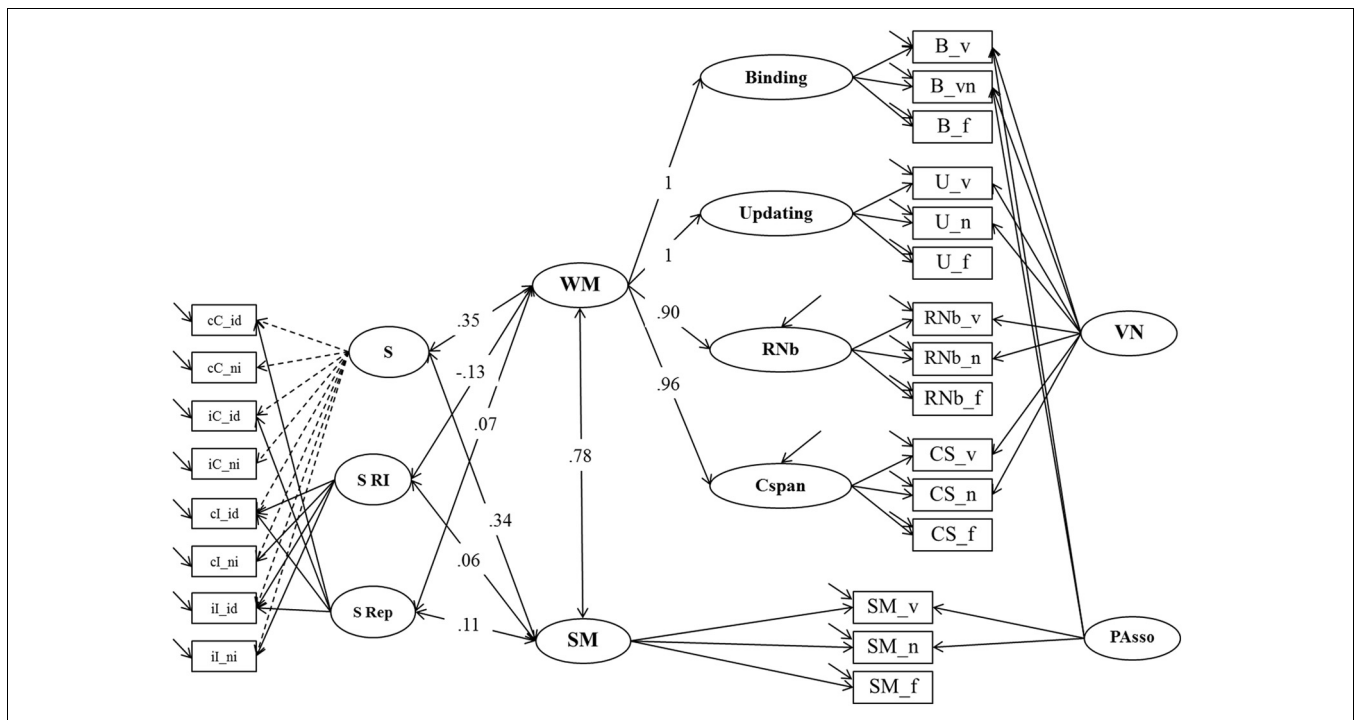 B_v
Binding
B_vn
B_f
1
U_v
Updating
U_n
1
U_f
WM
.90
RNb_v
RNb
RNb_n
RNb_f
VN
cC_id
.35
S
cC_ni
-.13
.96
iC_id
.07
CS_v
iC_ni
.78
Cspan
CS_n
S RI
CS_f
cI_id
.34
cI_ni
.06
iI_id
S Rep
.11
SM
SM_v
SM_n
SM_f
PAsso
iI_ni